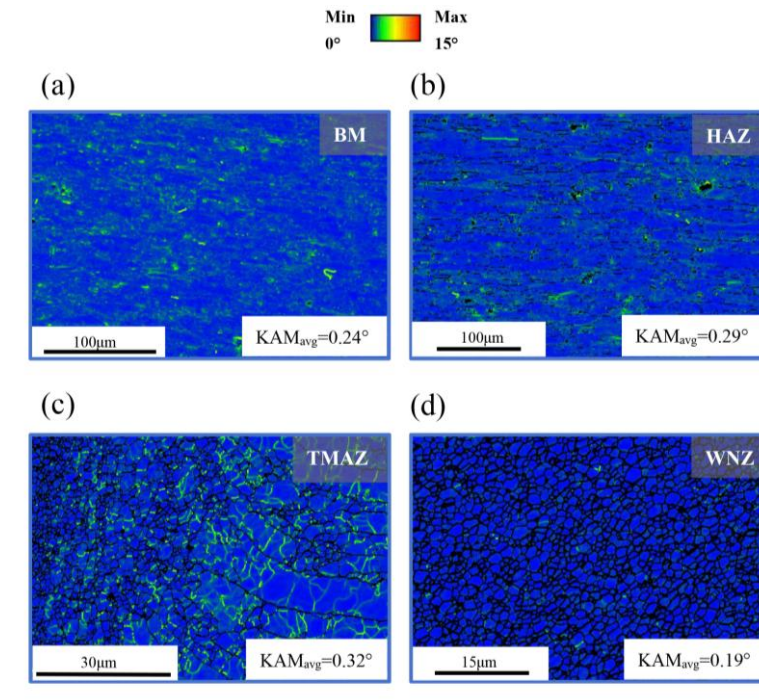 Min Max
0° 15°
(a) (b)
BM HAZ
100μm KAMavg=0.24° 100μm KAMavg=0.29°
(c) (d)
TMAZ WNZ
30μm KAMavg=0.32° 15μm KAMavg=0.19°